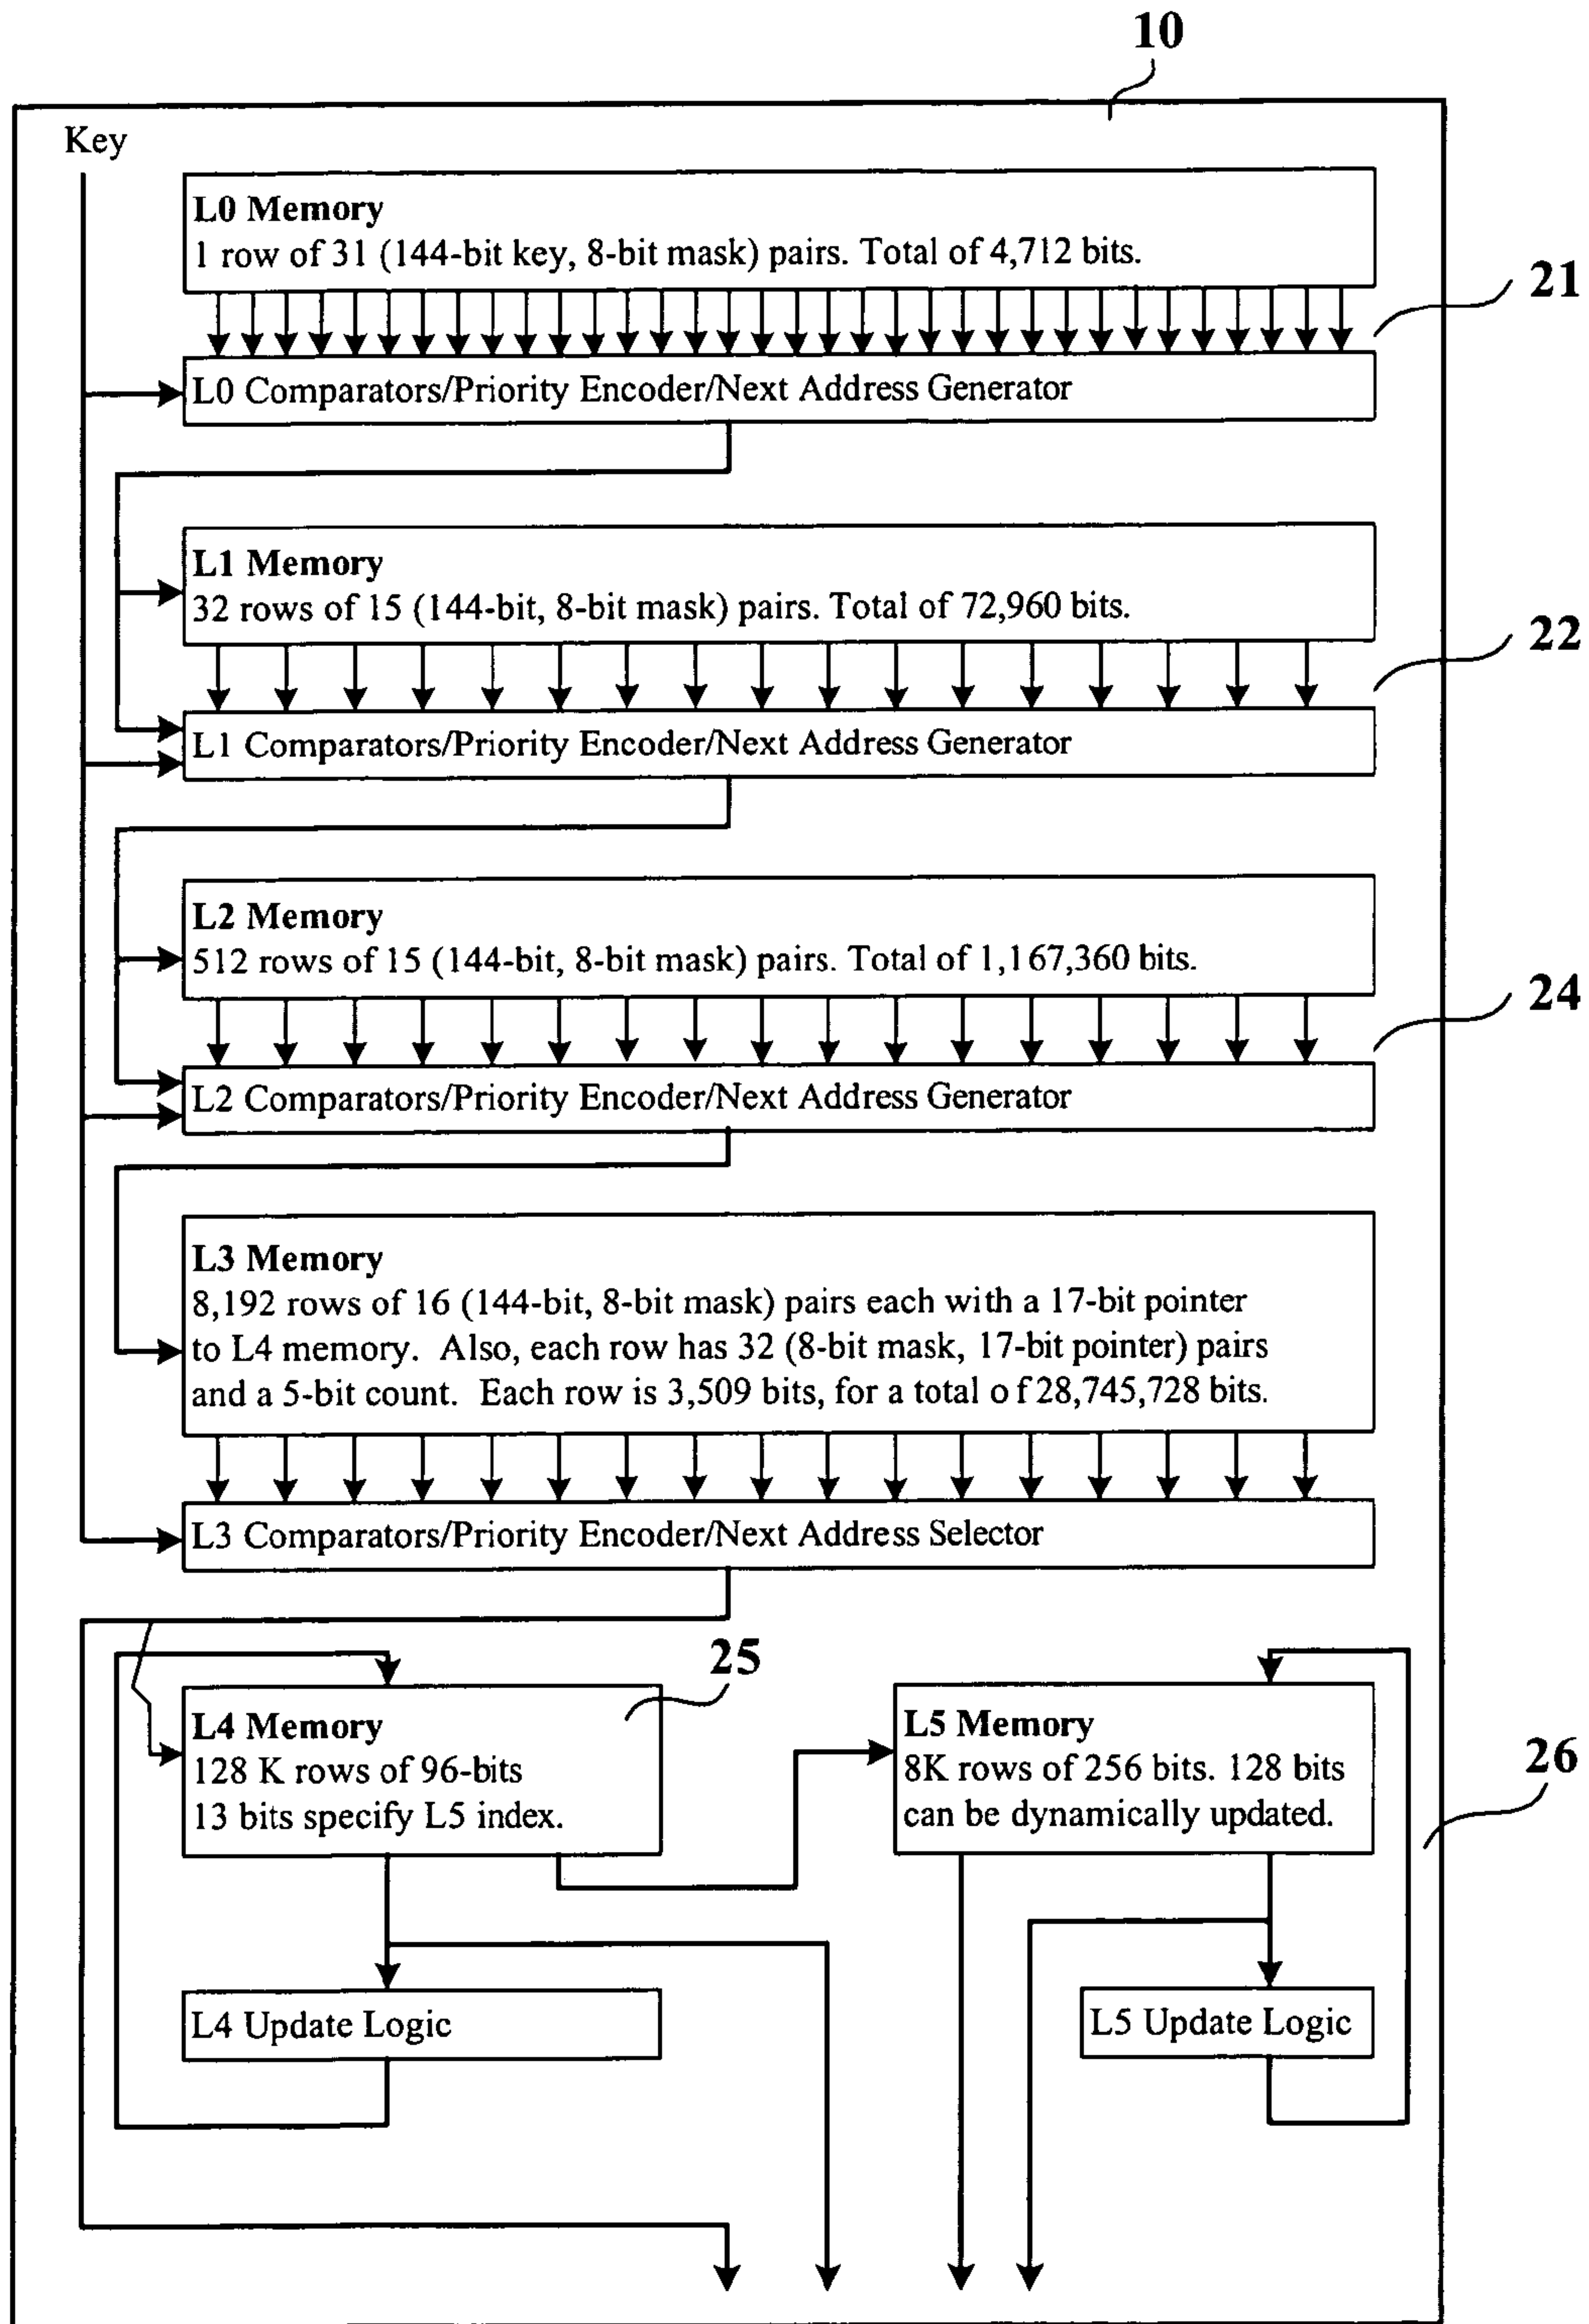 10
Key
L0 Memory
1 row of 31 (144-bit key, 8-bit mask) pairs. Total of 4,712 bits.
21
L0 Comparators/Priority Encoder/Next Address Generator
L1 Memory
32 rows of 15 (144-bit, 8-bit mask) pairs. Total of 72,960 bits.
22
L1 Comparators/Priority Encoder/Next Address Generator
L2 Memory
512 rows of 15 (144-bit, 8-bit mask) pairs. Total of 1,167,360 bits.
24
L2 Comparators/Priority Encoder/Next Address Generator
L3 Memory
8,192 rows of 16 (144-bit, 8-bit mask) pairs each with a 17-bit pointer
to L4 memory. Also, each row has 32 (8-bit mask, 17-bit pointer) pairs
and a 5-bit count. Each row is 3,509 bits, for a total o f 28,745,728 bits.
L3 Comparators/Priority Encoder/Next Address Selector
25
L4 Memory
128 K rows of 96-bits
13 bits specify L5 index.
L5 Memory
8K rows of 256 bits. 128 bits
can be dynamically updated.
26
L4 Update Logic
L5 Update Logic